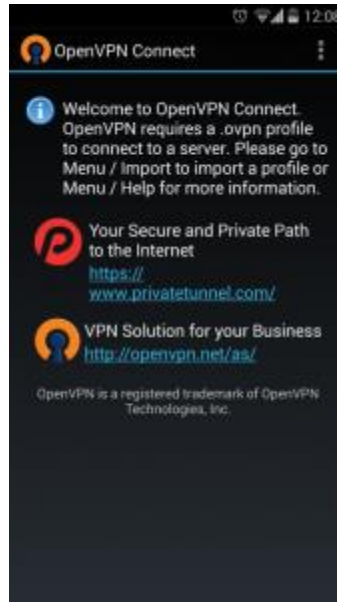 12:08
OpenVPN Connect
Welcome to OpenVPN Connect.
OpenVPN requires a .ovpn profile
to connect to a server. Please go to
Menu / Import to import a profile or
Menu / Help for more information.
Your Secure and Private Path
to the Internet
https://
www.privatetunnel.com/
VPN Solution for your Business
http://openvpn.net/as/
OpenVPN is a registered trademark of OpenVPN
Technologies, Inc.